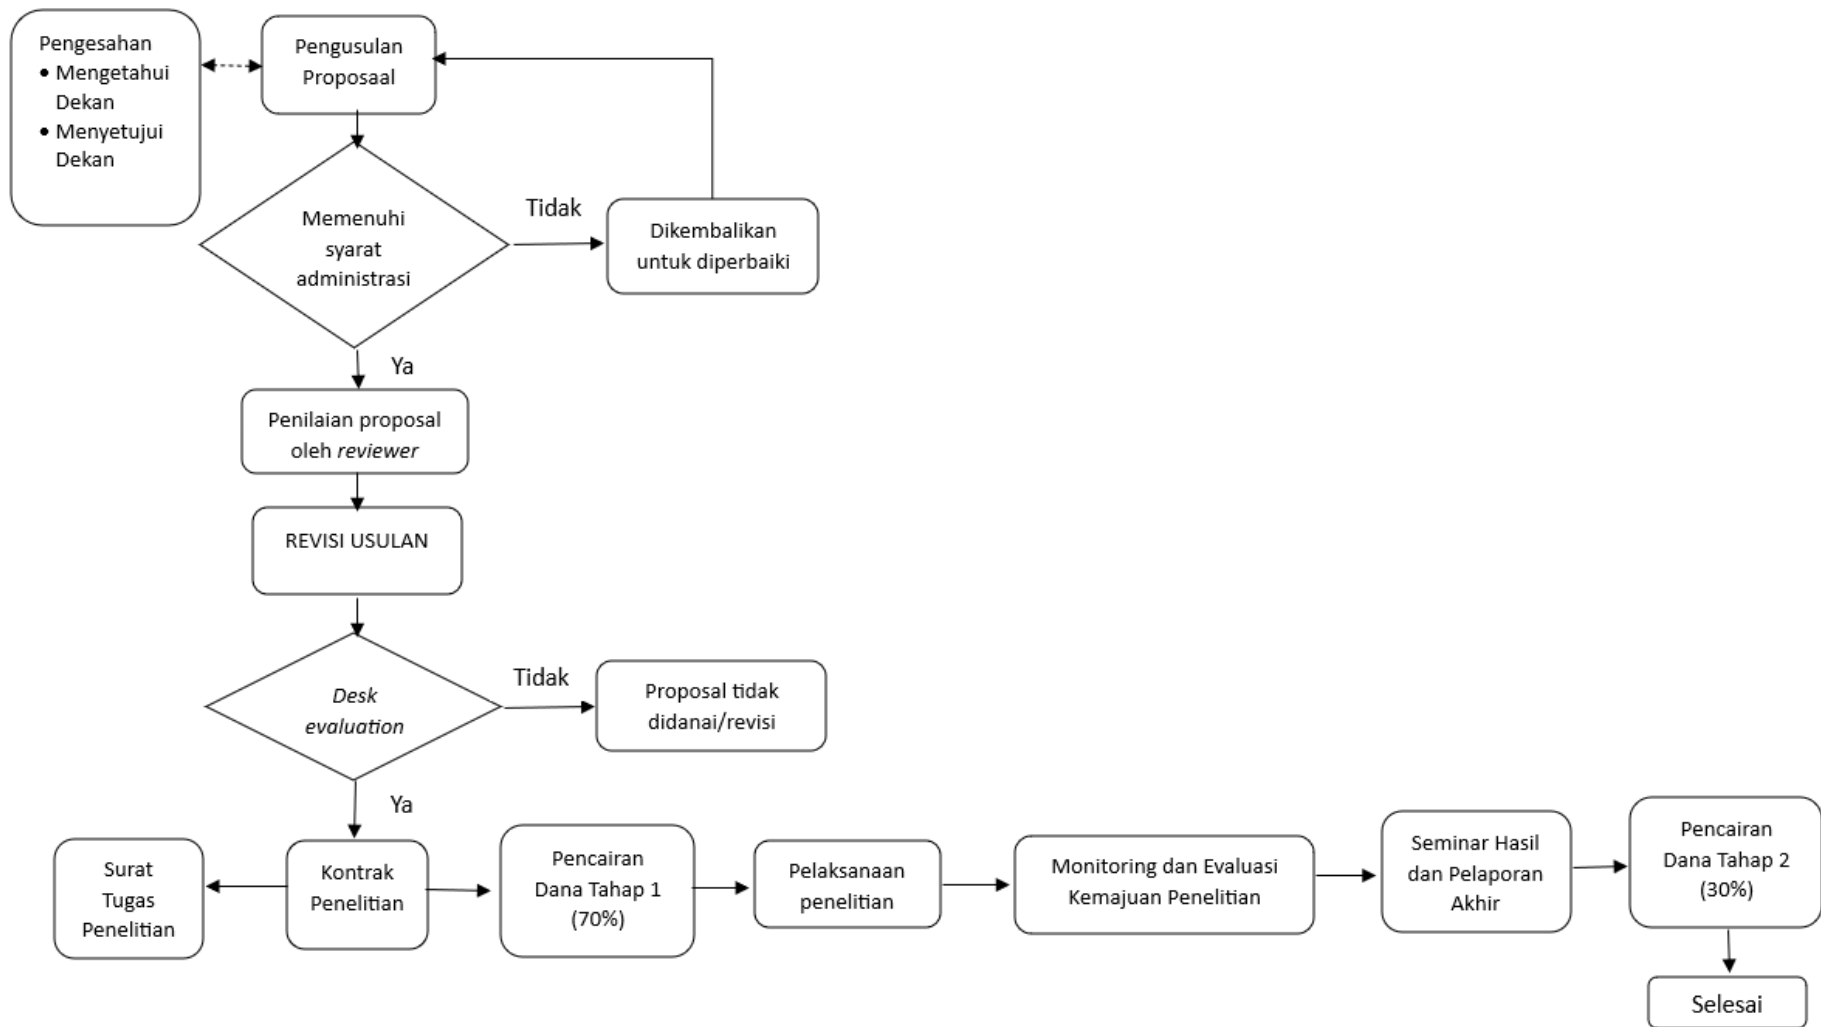 Pengesahan
• Mengetahui
Dekan
• Menyetujui
Dekan
Pengusulan
Proposaal
Memenuhi
syarat
administrasi
Tidak
Dikembalikan
untuk diperbaiki
Ya
Penilaian proposal
oleh reviewer
REVISI USULAN
Desk
evaluation
Tidak
Proposal tidak
didanai/revisi
Ya
Surat
Tugas
Penelitian
Kontrak
Penelitian
Pencairan
Dana Tahap 1
(70%)
Pelaksanaan
penelitian
Monitoring dan Evaluasi
Kemajuan Penelitian
Seminar Hasil
dan Pelaporan
Akhir
Pencairan
Dana Tahap 2
(30%)
Selesai